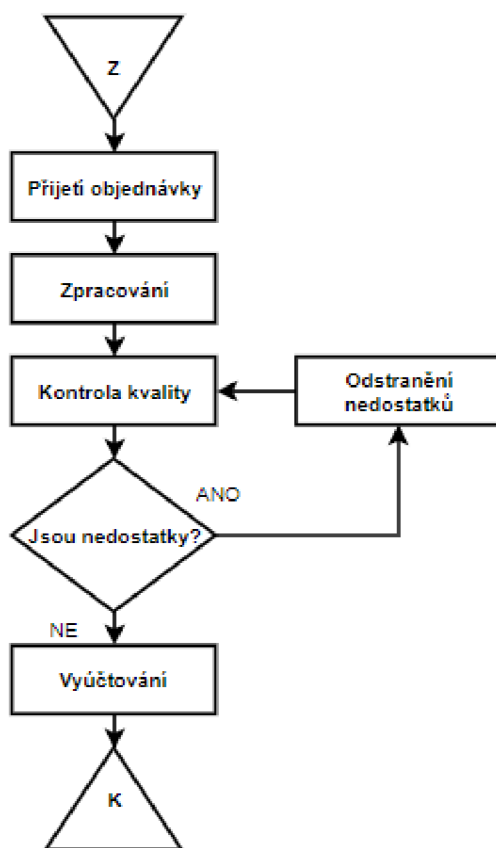 Z
Přijetí objednávky
Zpracování
Kontrola kvality
Odstranění
nedostatků
ANO
Jsou nedostatky?
NE
Vyúčtování
K